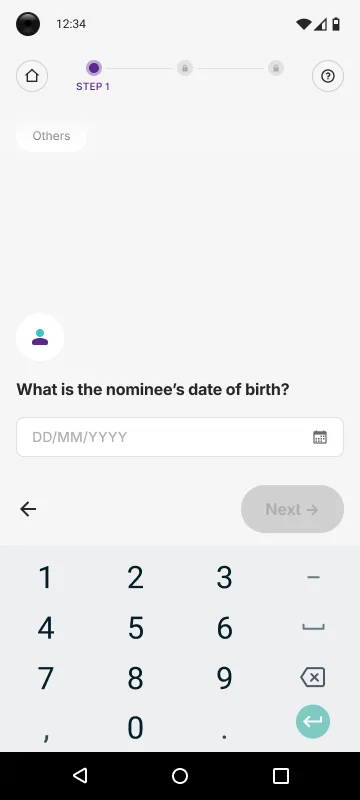 12:34
STEP 1
Others
What is the nominee's date of birth?
DD/MM/YYYY
Next →
1 2 3 –
4 5 6
7 8 9
, 0 .